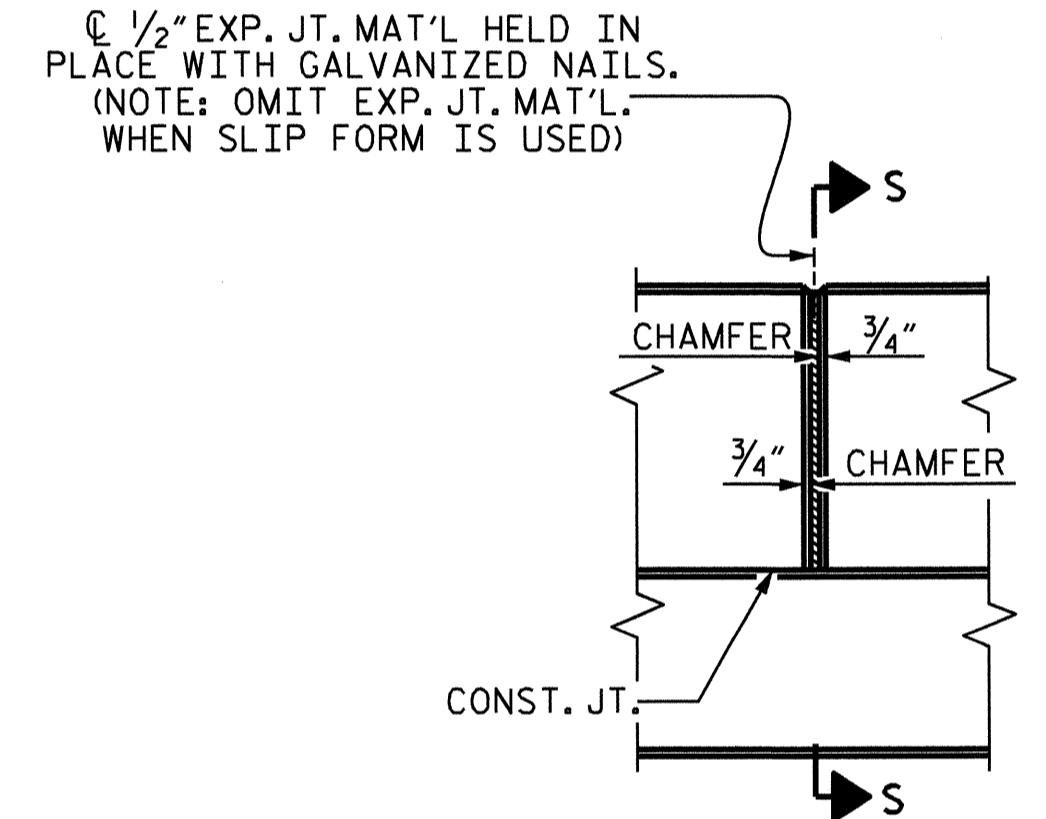 ℄ 1/2" EXP. JT. MAT'L HELD IN
PLACE WITH GALVANIZED NAILS.
(NOTE: OMIT EXP. JT. MAT'L.
WHEN SLIP FORM IS USED)
S
CHAMFER 3/4"
3/4" CHAMFER
CONST. JT.
S